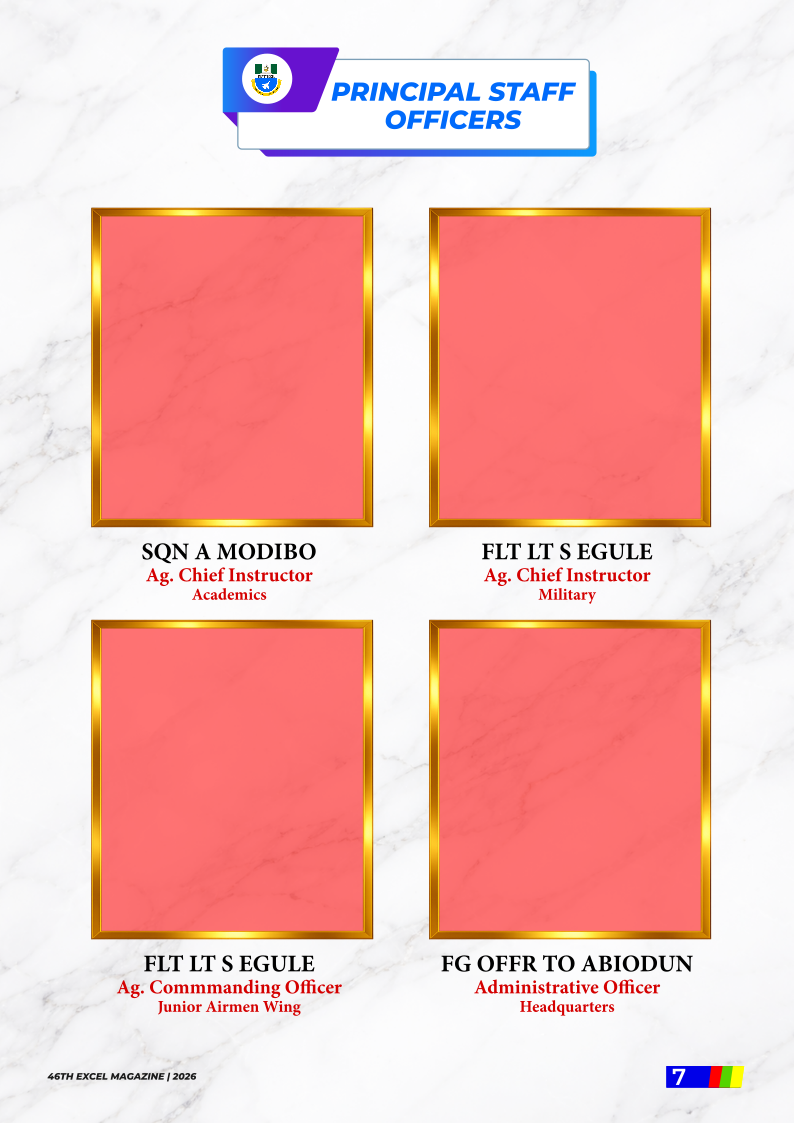 PRINCIPAL STAFF
OFFICERS
SQN A MODIBO
Ag. Chief Instructor
Academics
FLT LT S EGULE
Ag. Chief Instructor
Military
FLT LT S EGULE
Ag. Commmanding Officer
Junior Airmen Wing
FG OFFR TO ABIODUN
Administrative Officer
Headquarters
46TH EXCEL MAGAZINE | 2026
7